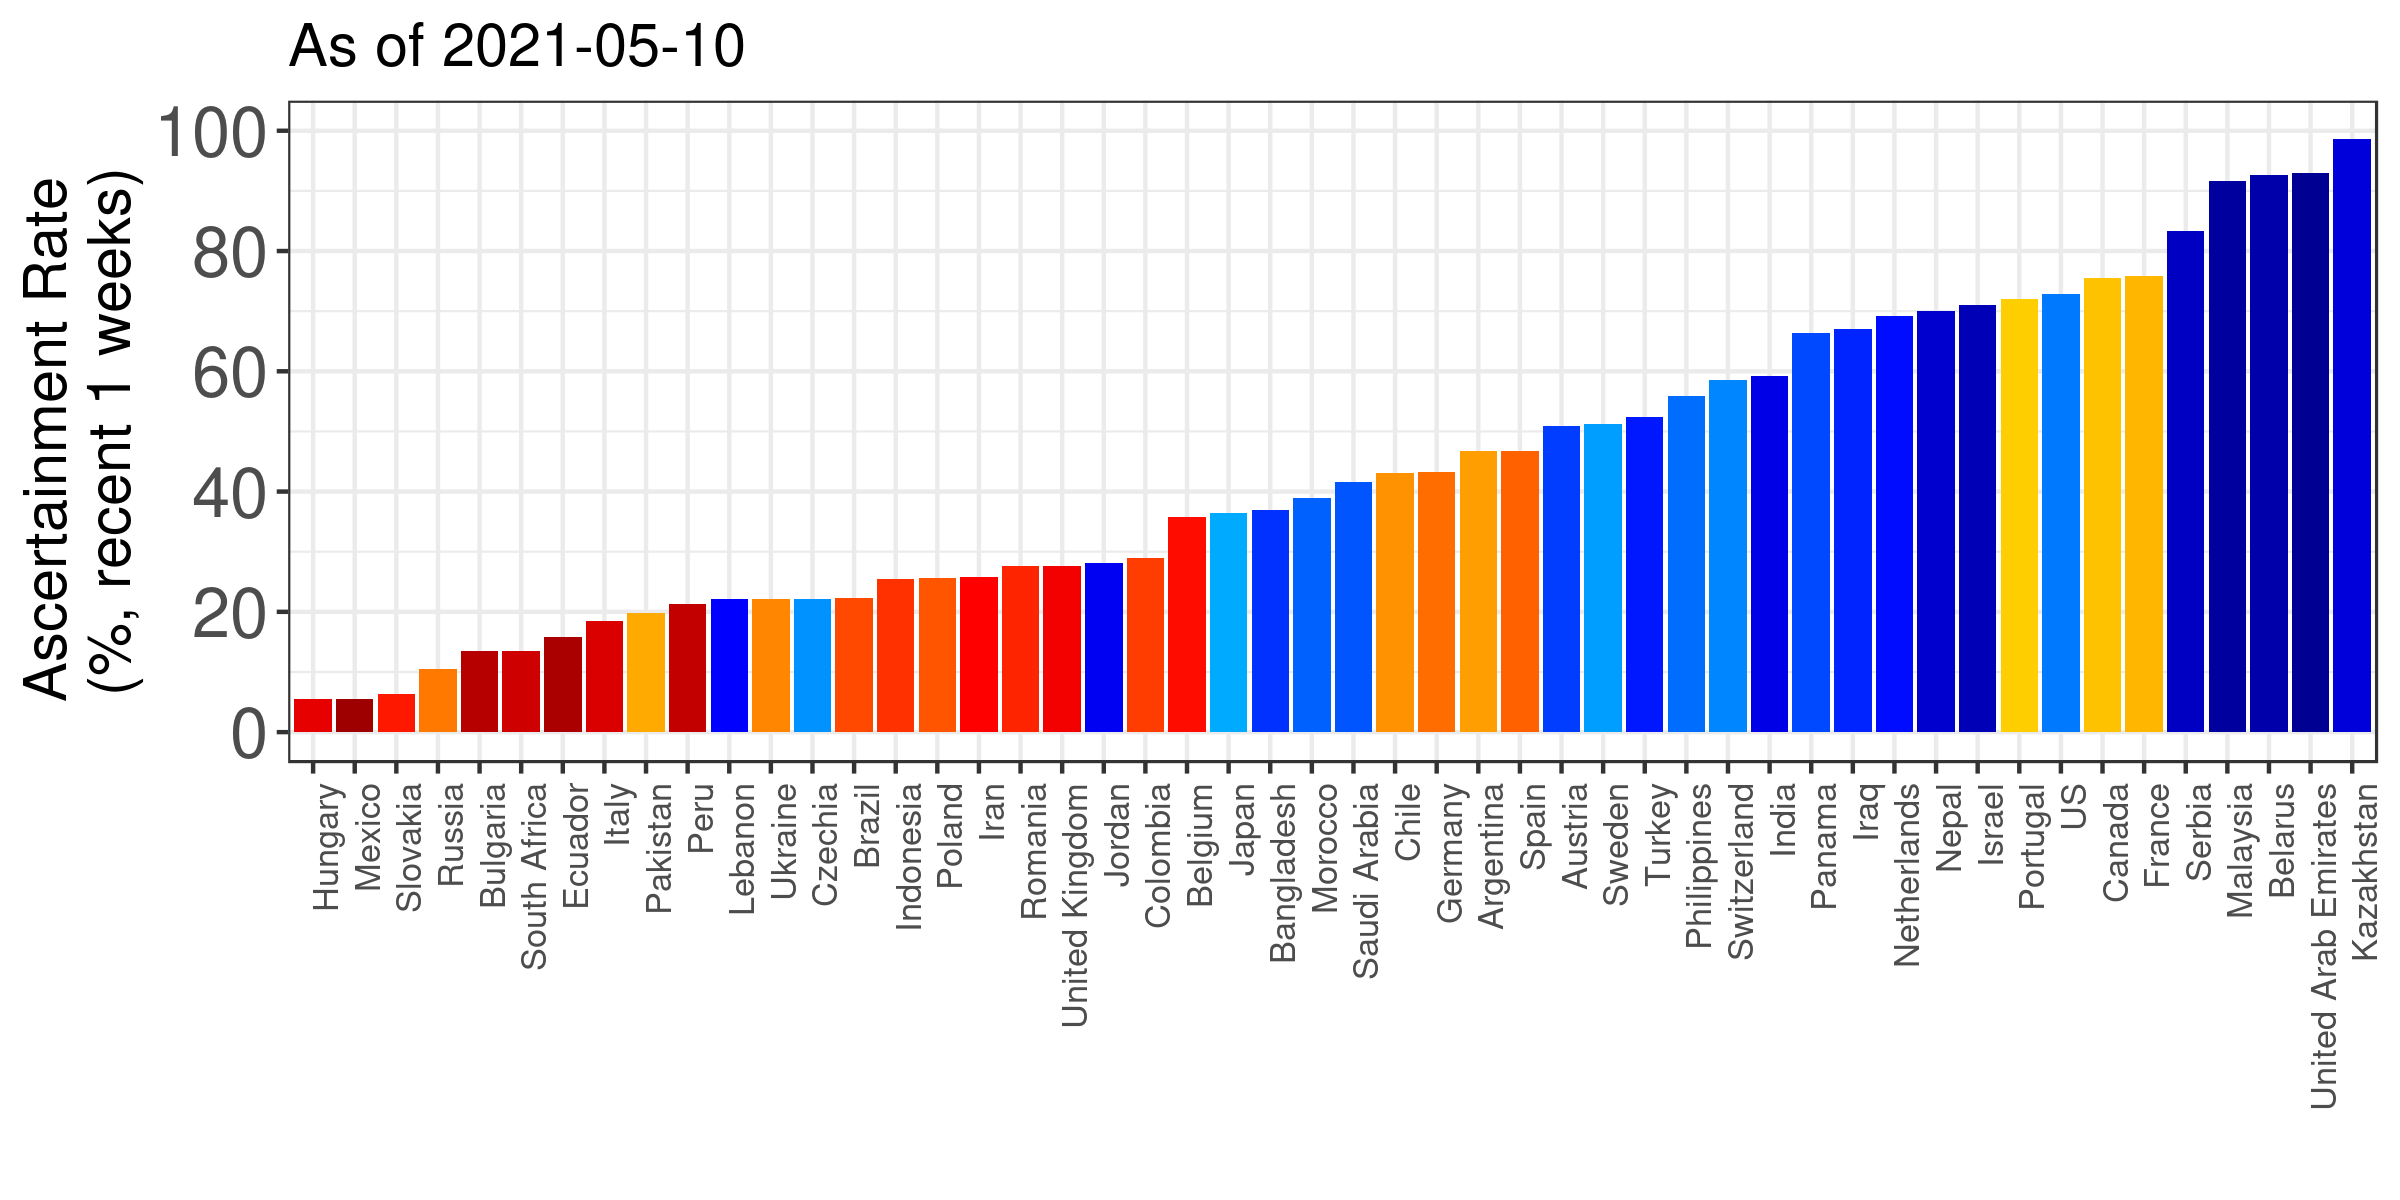 As of 2021-05-10
Ascertainment Rate
(%, recent 1 weeks)
100
80
60
40
20
0
Hungary
Mexico
Slovakia
Russia
Bulgaria
South Africa
Ecuador
Italy
Pakistan
Peru
Lebanon
Ukraine
Czechia
Brazil
Indonesia
Poland
Iran
Romania
United Kingdom
Jordan
Colombia
Belgium
Japan
Bangladesh
Morocco
Saudi Arabia
Chile
Germany
Argentina
Spain
Austria
Sweden
Turkey
Philippines
Switzerland
India
Panama
Iraq
Netherlands
Nepal
Israel
Portugal
US
Canada
France
Serbia
Malaysia
Belarus
United Arab Emirates
Kazakhstan